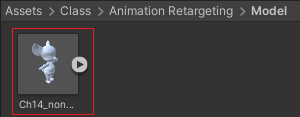 Assets > Class > Animation Retargeting > Model
Ch14_non...